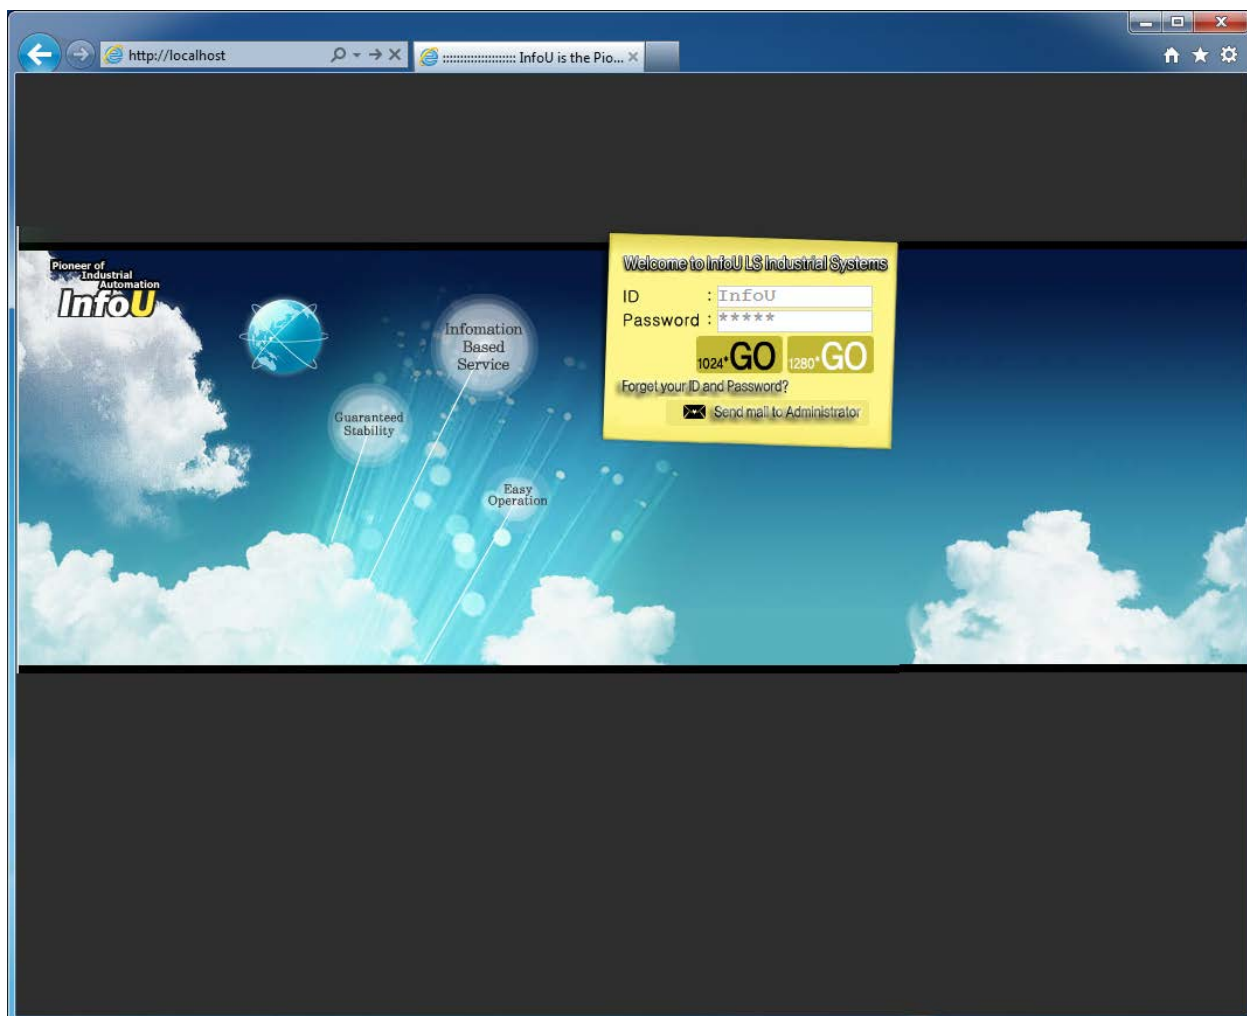 http://localhost
:::::::::::::::::::: InfoU is the Pio...
Pioneer of
Industrial
Automation
InfoU
Infomation
Based
Service
Guaranteed
Stability
Easy
Operation
Welcome to InfoU LS Industrial Systems
ID : InfoU
Password : *****
1024*GO 1280*GO
Forget your ID and Password?
Send mail to Administrator